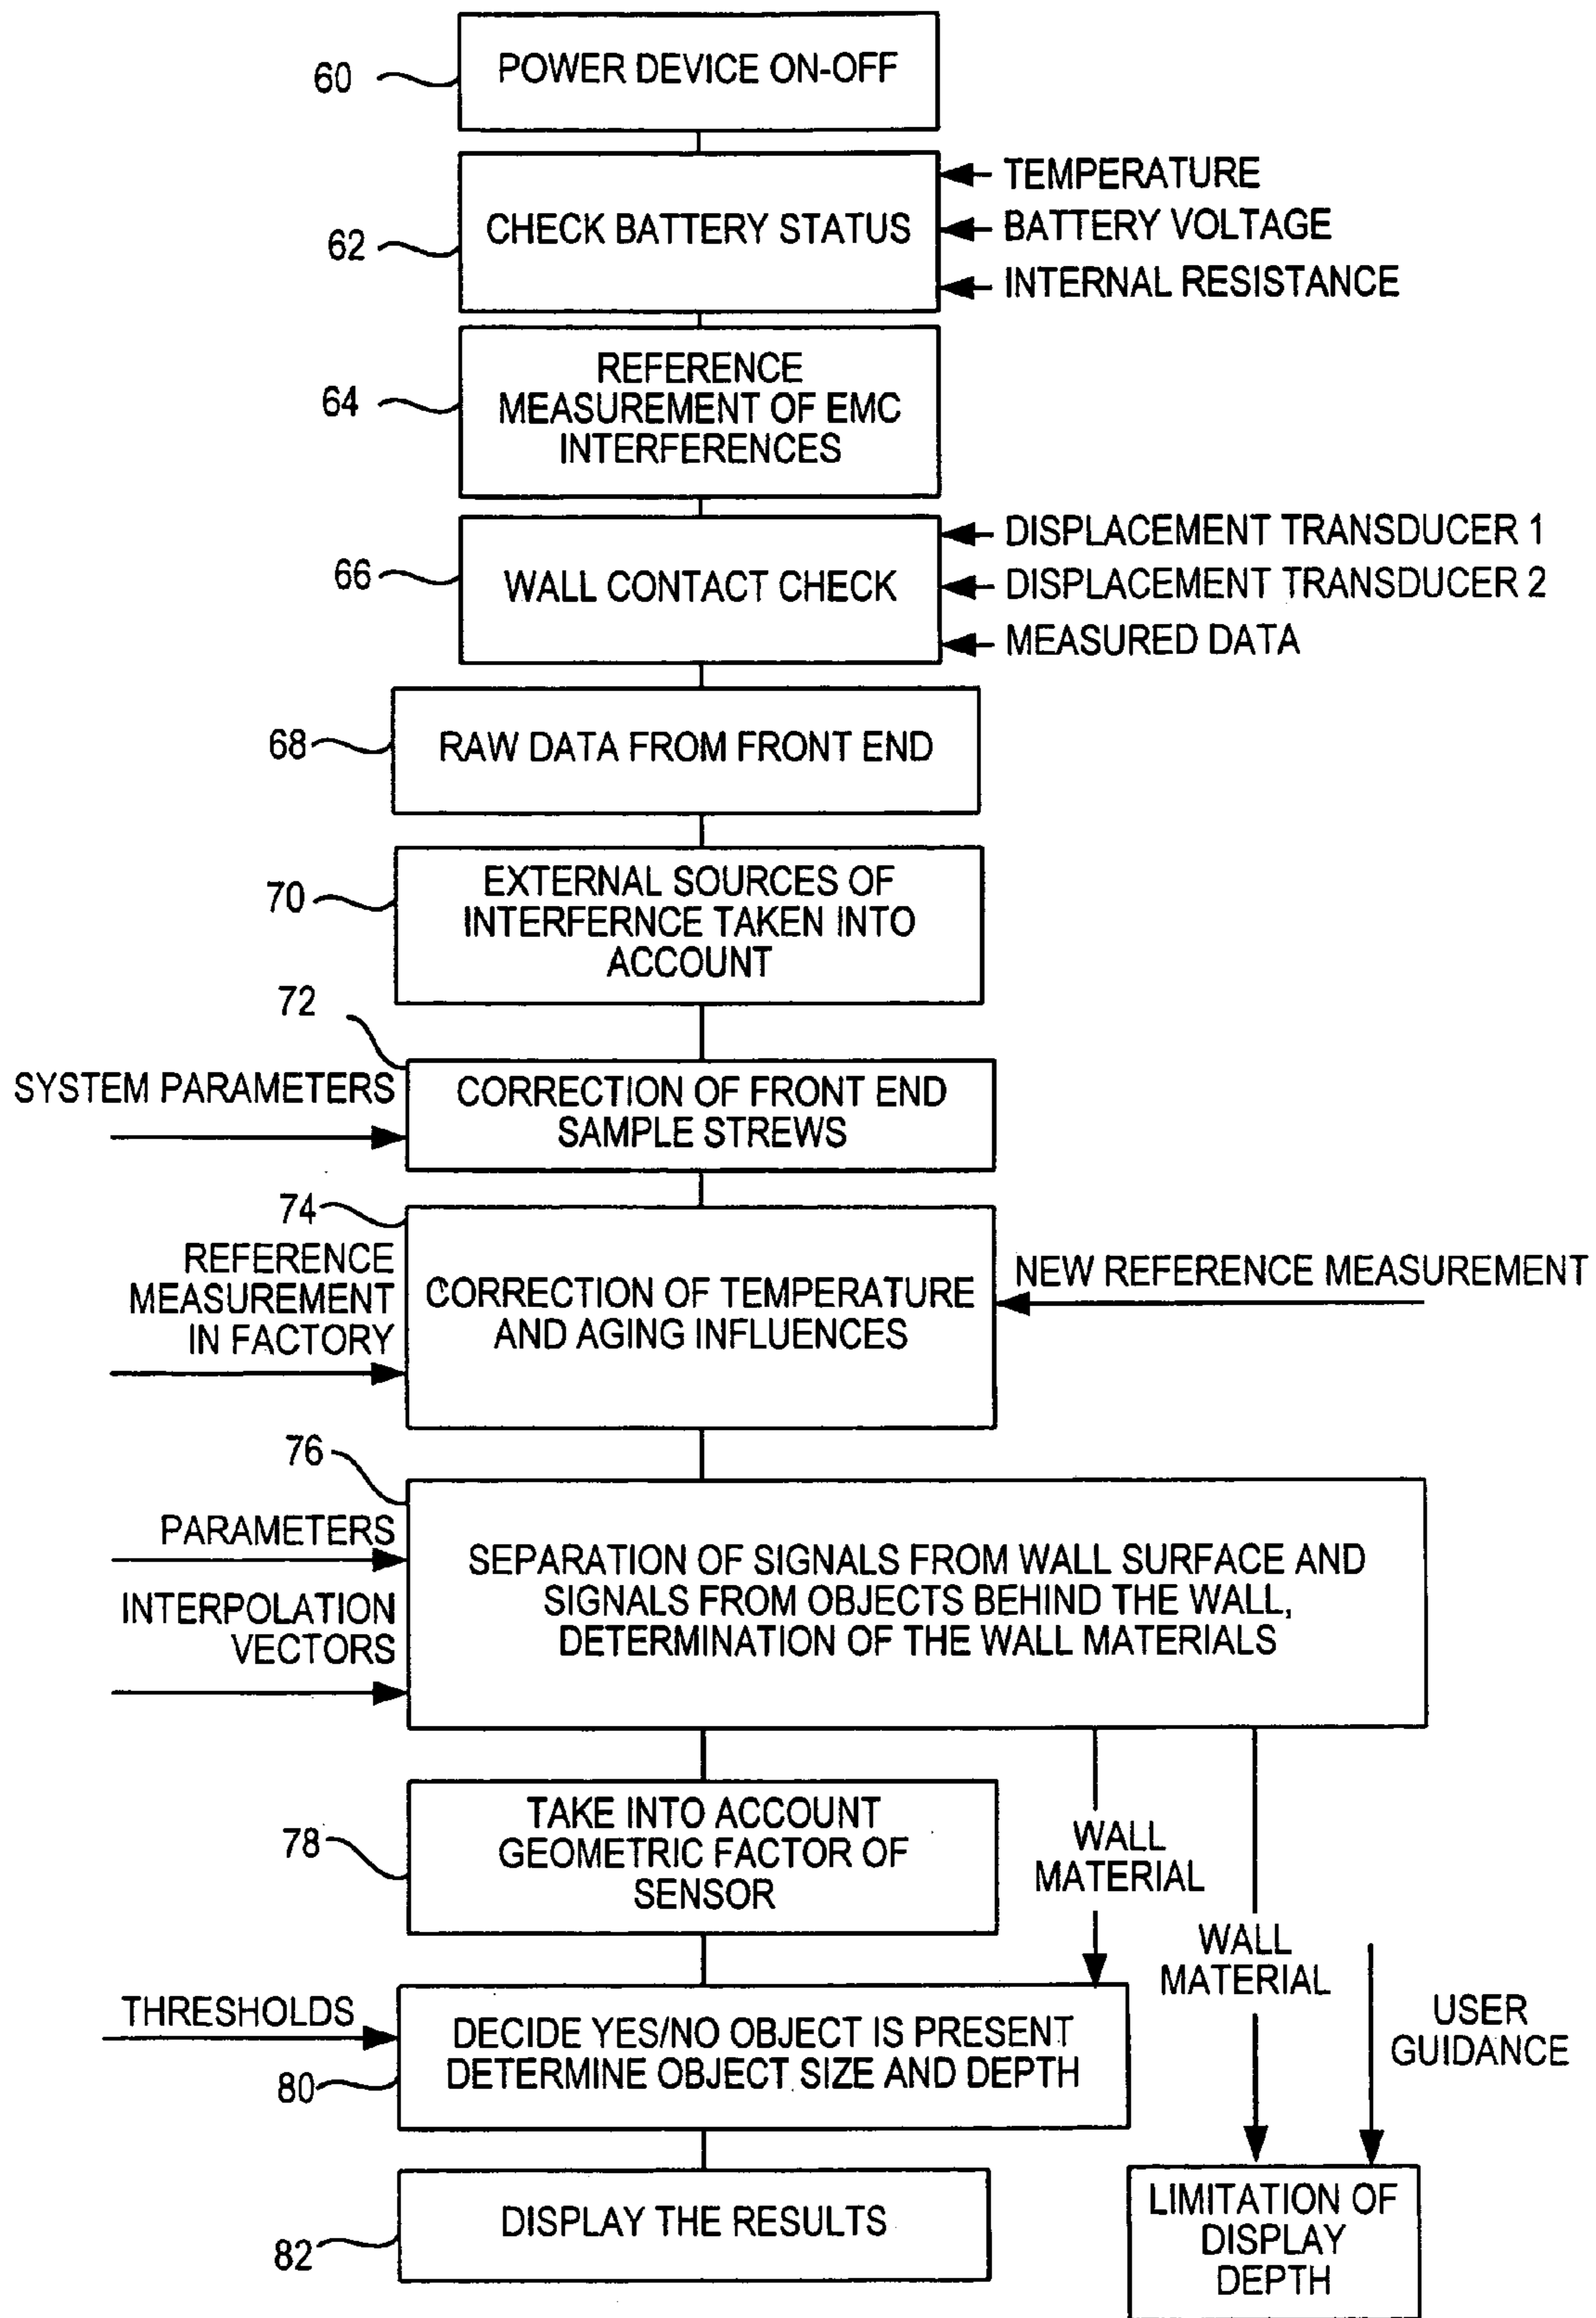 60
POWER DEVICE ON-OFF
62
CHECK BATTERY STATUS
TEMPERATURE
BATTERY VOLTAGE
INTERNAL RESISTANCE
64
REFERENCE
MEASUREMENT OF EMC
INTERFERENCES
66
WALL CONTACT CHECK
DISPLACEMENT TRANSDUCER 1
DISPLACEMENT TRANSDUCER 2
MEASURED DATA
68
RAW DATA FROM FRONT END
70
EXTERNAL SOURCES OF
INTERFERNCE TAKEN INTO
ACCOUNT
72
SYSTEM PARAMETERS
CORRECTION OF FRONT END
SAMPLE STREWS
74
REFERENCE
MEASUREMENT
IN FACTORY
CORRECTION OF TEMPERATURE
AND AGING INFLUENCES
NEW REFERENCE MEASUREMENT
76
PARAMETERS
INTERPOLATION
VECTORS
SEPARATION OF SIGNALS FROM WALL SURFACE AND
SIGNALS FROM OBJECTS BEHIND THE WALL,
DETERMINATION OF THE WALL MATERIALS
78
TAKE INTO ACCOUNT
GEOMETRIC FACTOR OF
SENSOR
WALL
MATERIAL
WALL
MATERIAL
USER
GUIDANCE
THRESHOLDS
80
DECIDE YES/NO OBJECT IS PRESENT
DETERMINE OBJECT SIZE AND DEPTH
82
DISPLAY THE RESULTS
LIMITATION OF
DISPLAY
DEPTH